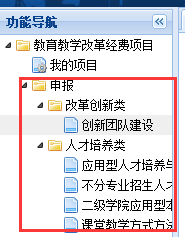 功能导航
教育教学改革经费项目
我的项目
申报
改革创新类
创新团队建设
人才培养类
应用型人才培养与
不分专业招生人才
二级学院应用型本
课堂教学方式方法